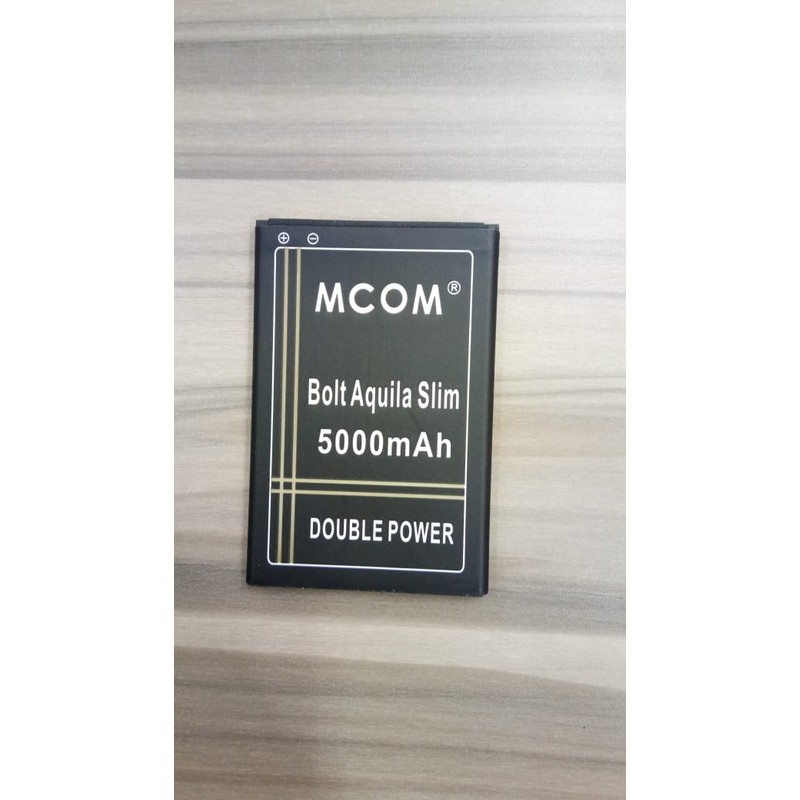 ⊕ ⊖
MCOM®
Bolt Aquila Slim
5000mAh
DOUBLE POWER